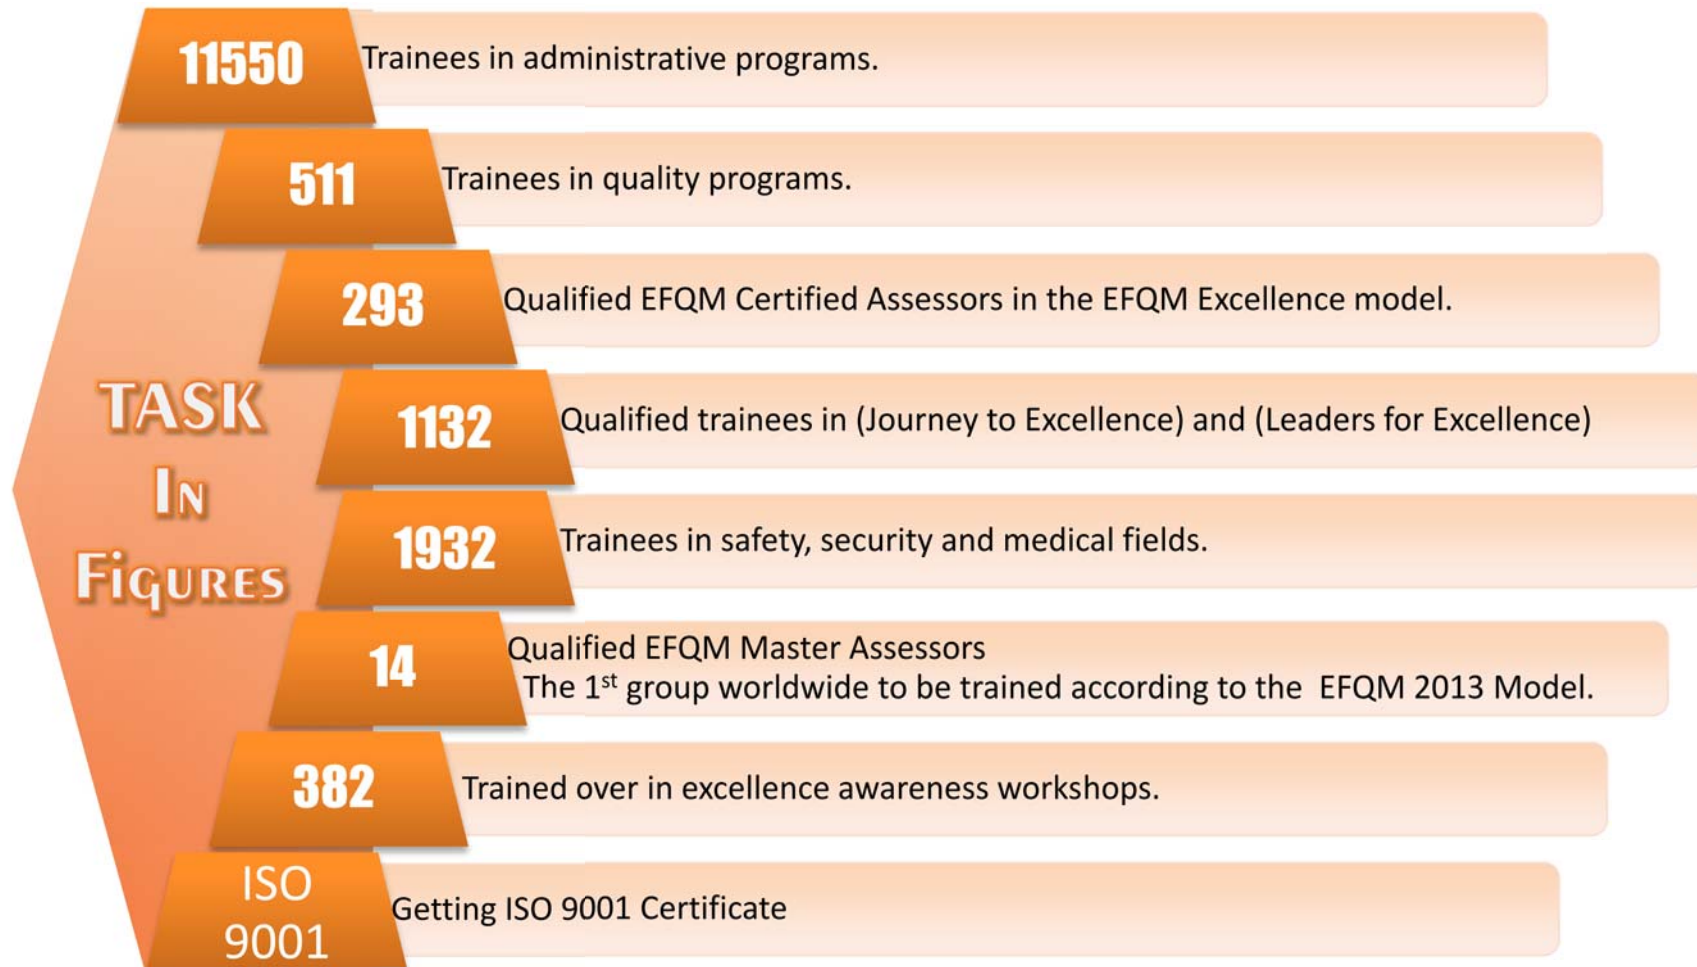 11550
Trainees in administrative programs.
511
Trainees in quality programs.
293
Qualified EFQM Certified Assessors in the EFQM Excellence model.
TASK
In
Figures
1132
Qualified trainees in (Journey to Excellence) and (Leaders for Excellence)
1932
Trainees in safety, security and medical fields.
14
Qualified EFQM Master Assessors
The 1st group worldwide to be trained according to the EFQM 2013 Model.
382
Trained over in excellence awareness workshops.
ISO
9001
Getting ISO 9001 Certificate